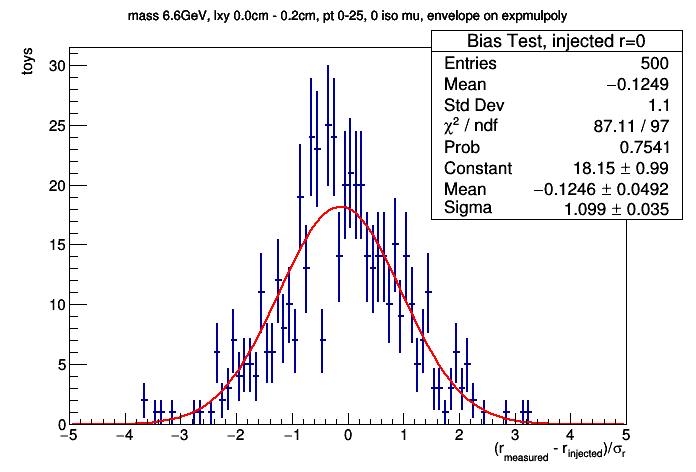 mass 6.6GeV, lxy 0.0cm - 0.2cm, pt 0-25, 0 iso mu, envelope on expmulpoly
Bias Test, injected r=0
Entries 500
Mean −0.1249
Std Dev 1.1
χ² / ndf 87.11 / 97
Prob 0.7541
Constant 18.15 ± 0.99
Mean −0.1246 ± 0.0492
Sigma 1.099 ± 0.035
toys
30
25
20
15
10
5
0
−5 −4 −3 −2 −1 0 1 2 3 4 5
(r_measured - r_injected)/σ_r